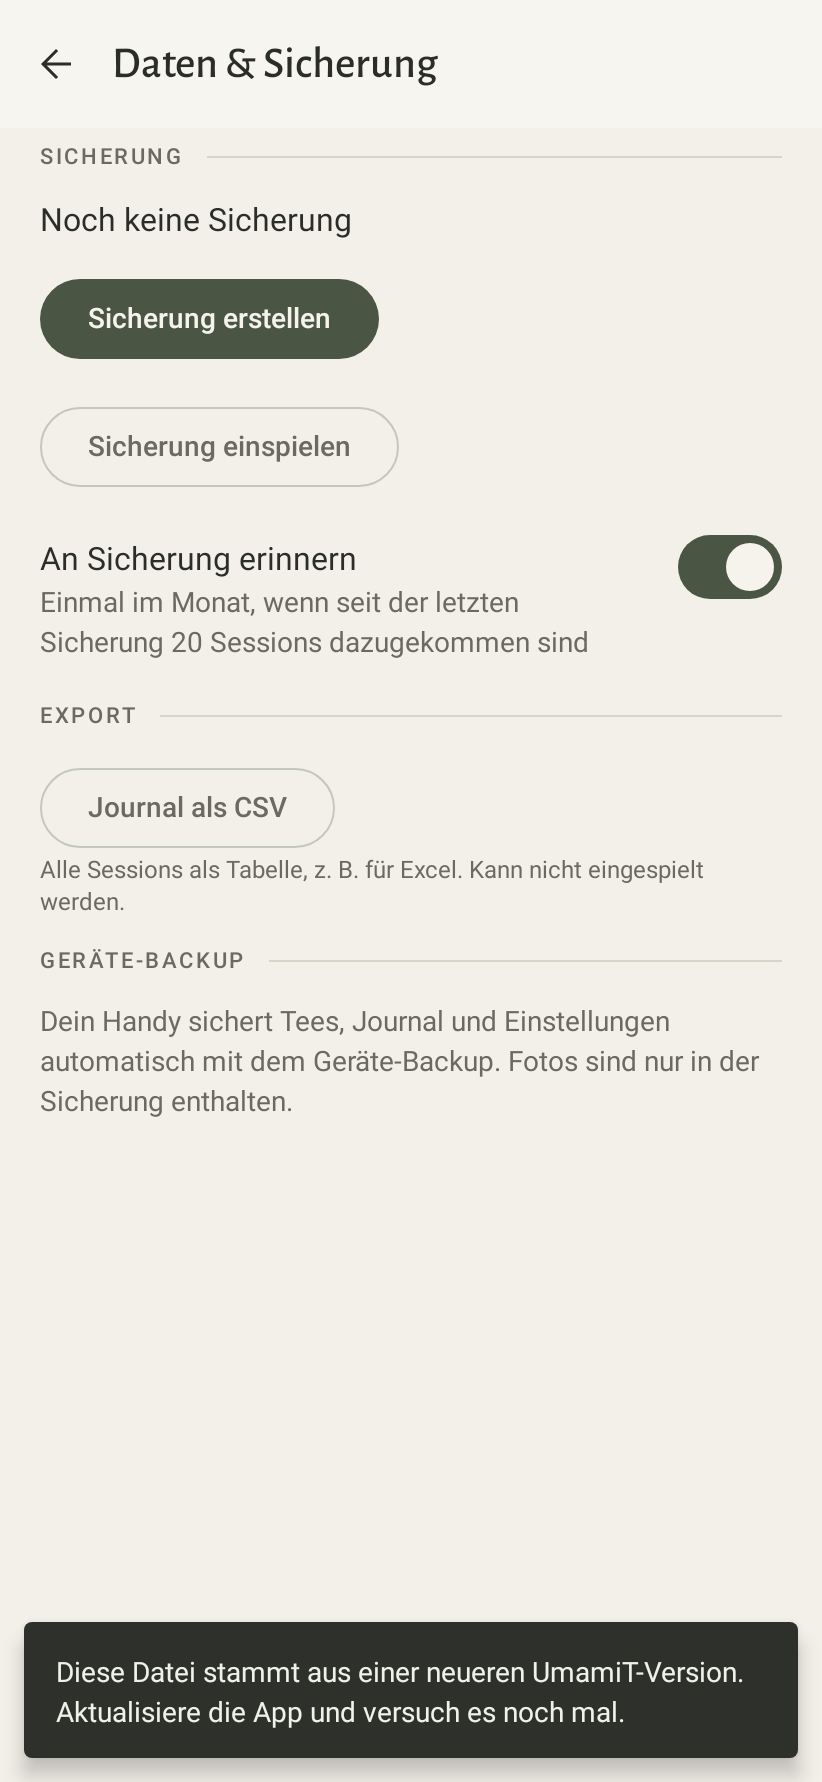 Daten & Sicherung
SICHERUNG
Noch keine Sicherung
Sicherung erstellen
Sicherung einspielen
An Sicherung erinnern
Einmal im Monat, wenn seit der letzten
Sicherung 20 Sessions dazugekommen sind
EXPORT
Journal als CSV
Alle Sessions als Tabelle, z. B. für Excel. Kann nicht eingespielt
werden.
GERÄTE-BACKUP
Dein Handy sichert Tees, Journal und Einstellungen
automatisch mit dem Geräte-Backup. Fotos sind nur in der
Sicherung enthalten.
Diese Datei stammt aus einer neueren UmamiT-Version.
Aktualisiere die App und versuch es noch mal.